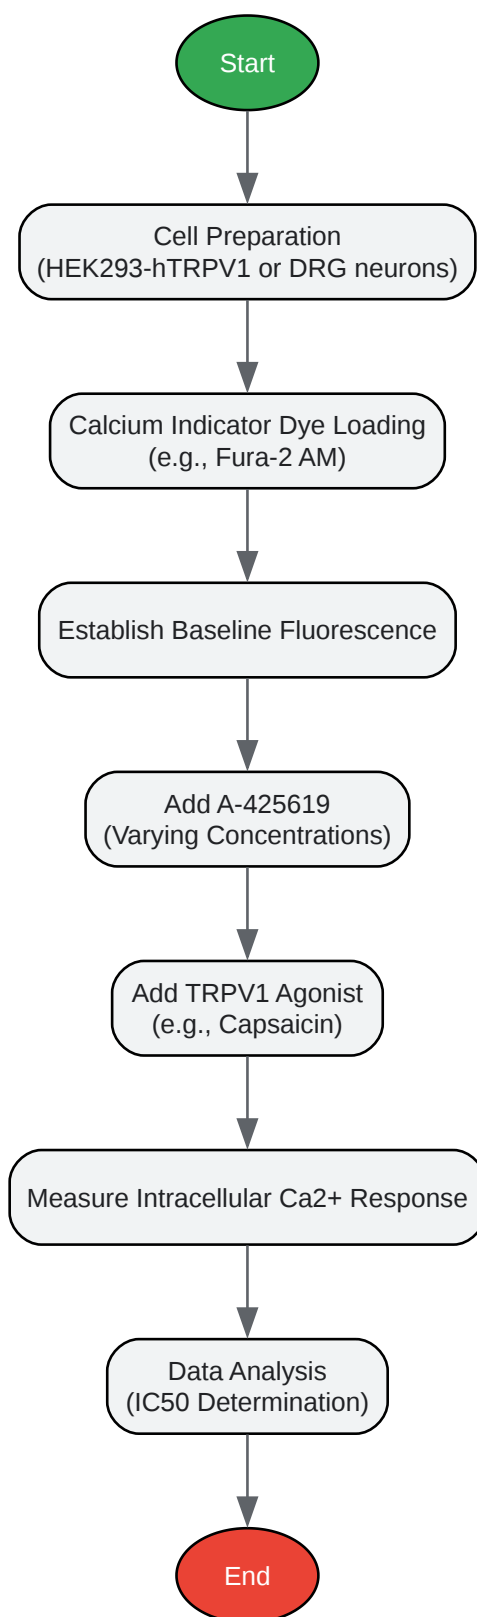 Start
Cell Preparation
(HEK293-hTRPV1 or DRG neurons)
Calcium Indicator Dye Loading
(e.g., Fura-2 AM)
Establish Baseline Fluorescence
Add A-425619
(Varying Concentrations)
Add TRPV1 Agonist
(e.g., Capsaicin)
Measure Intracellular Ca2+ Response
Data Analysis
(IC50 Determination)
End